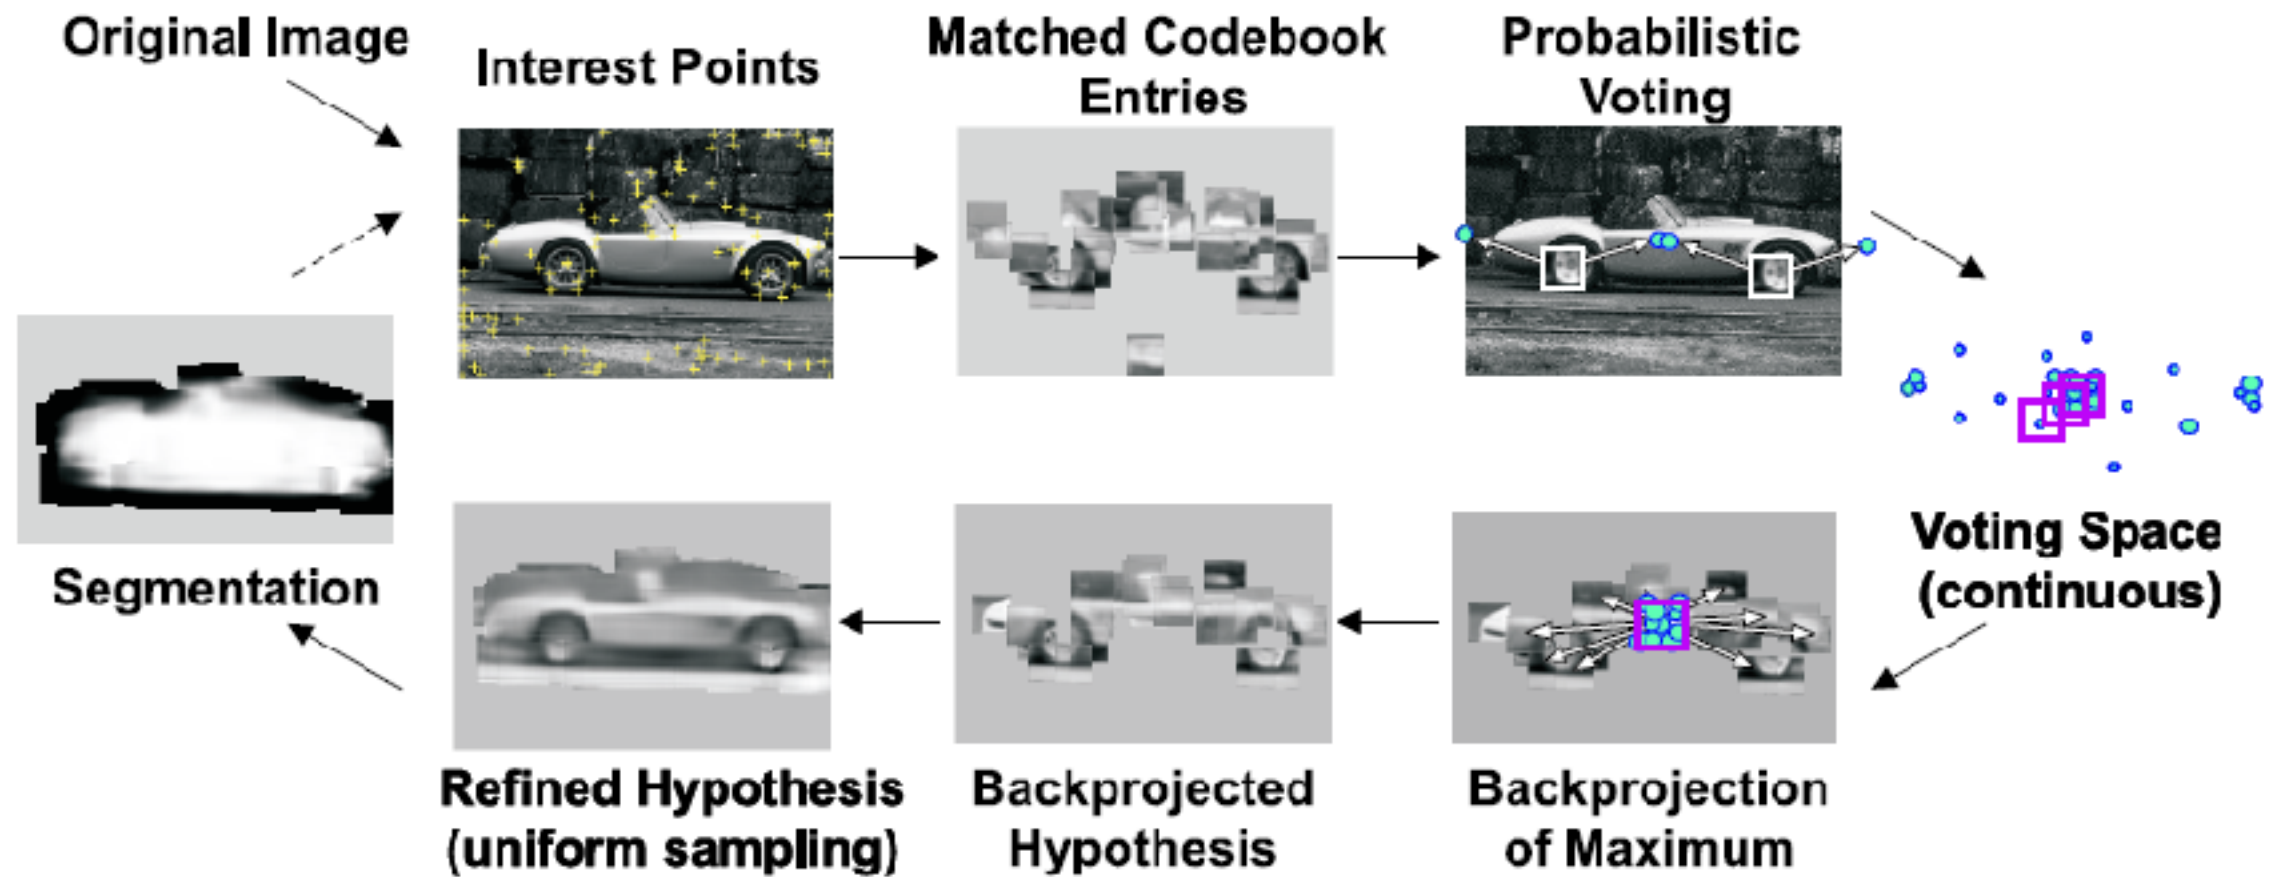 Original Image
Interest Points
Matched Codebook
Entries
Probabilistic
Voting
Voting Space
(continuous)
Segmentation
Refined Hypothesis
(uniform sampling)
Backprojected
Hypothesis
Backprojection
of Maximum